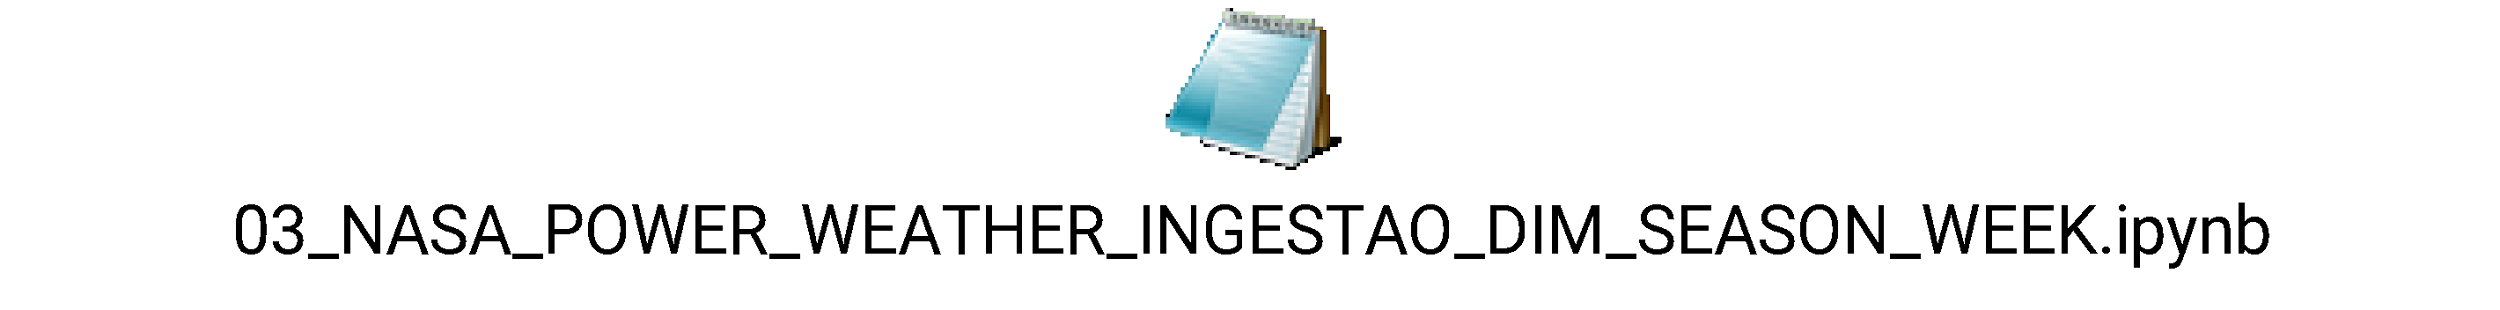 03_NASA_POWER_WEATHER_INGESTAO_DIM_SEASON_WEEK.ipynb